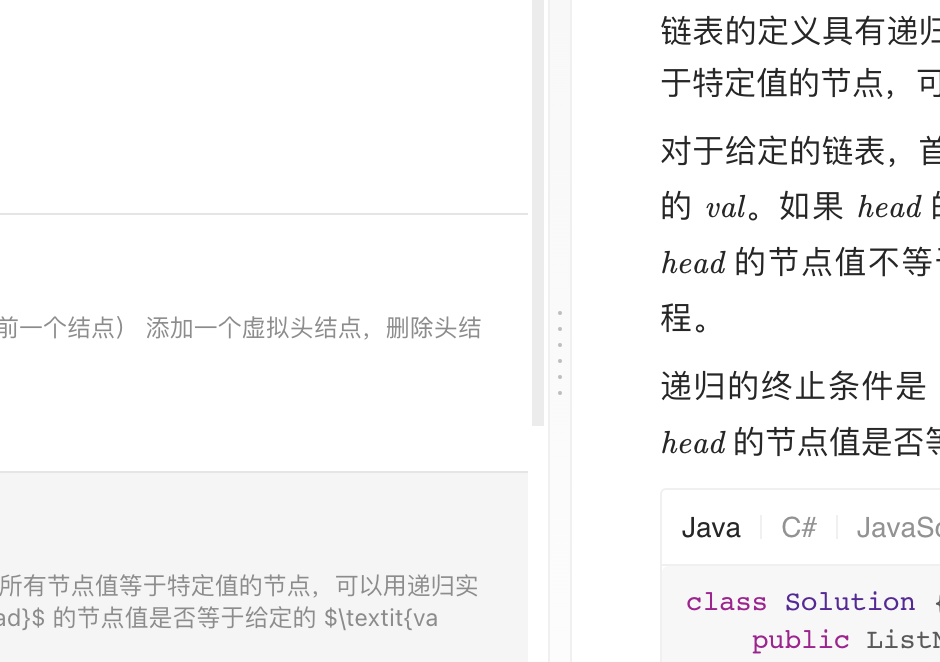 前一个结点） 添加一个虚拟头结点，删除头结
所有节点值等于特定值的节点，可以用递归实
ad}$ 的节点值是否等于给定的 $\textit{va
链表的定义具有递归
于特定值的节点，可
对于给定的链表，首
的 val。如果 head 的
head 的节点值不等于
程。
递归的终止条件是
head 的节点值是否等
Java C# JavaSc
class Solution {
public ListN